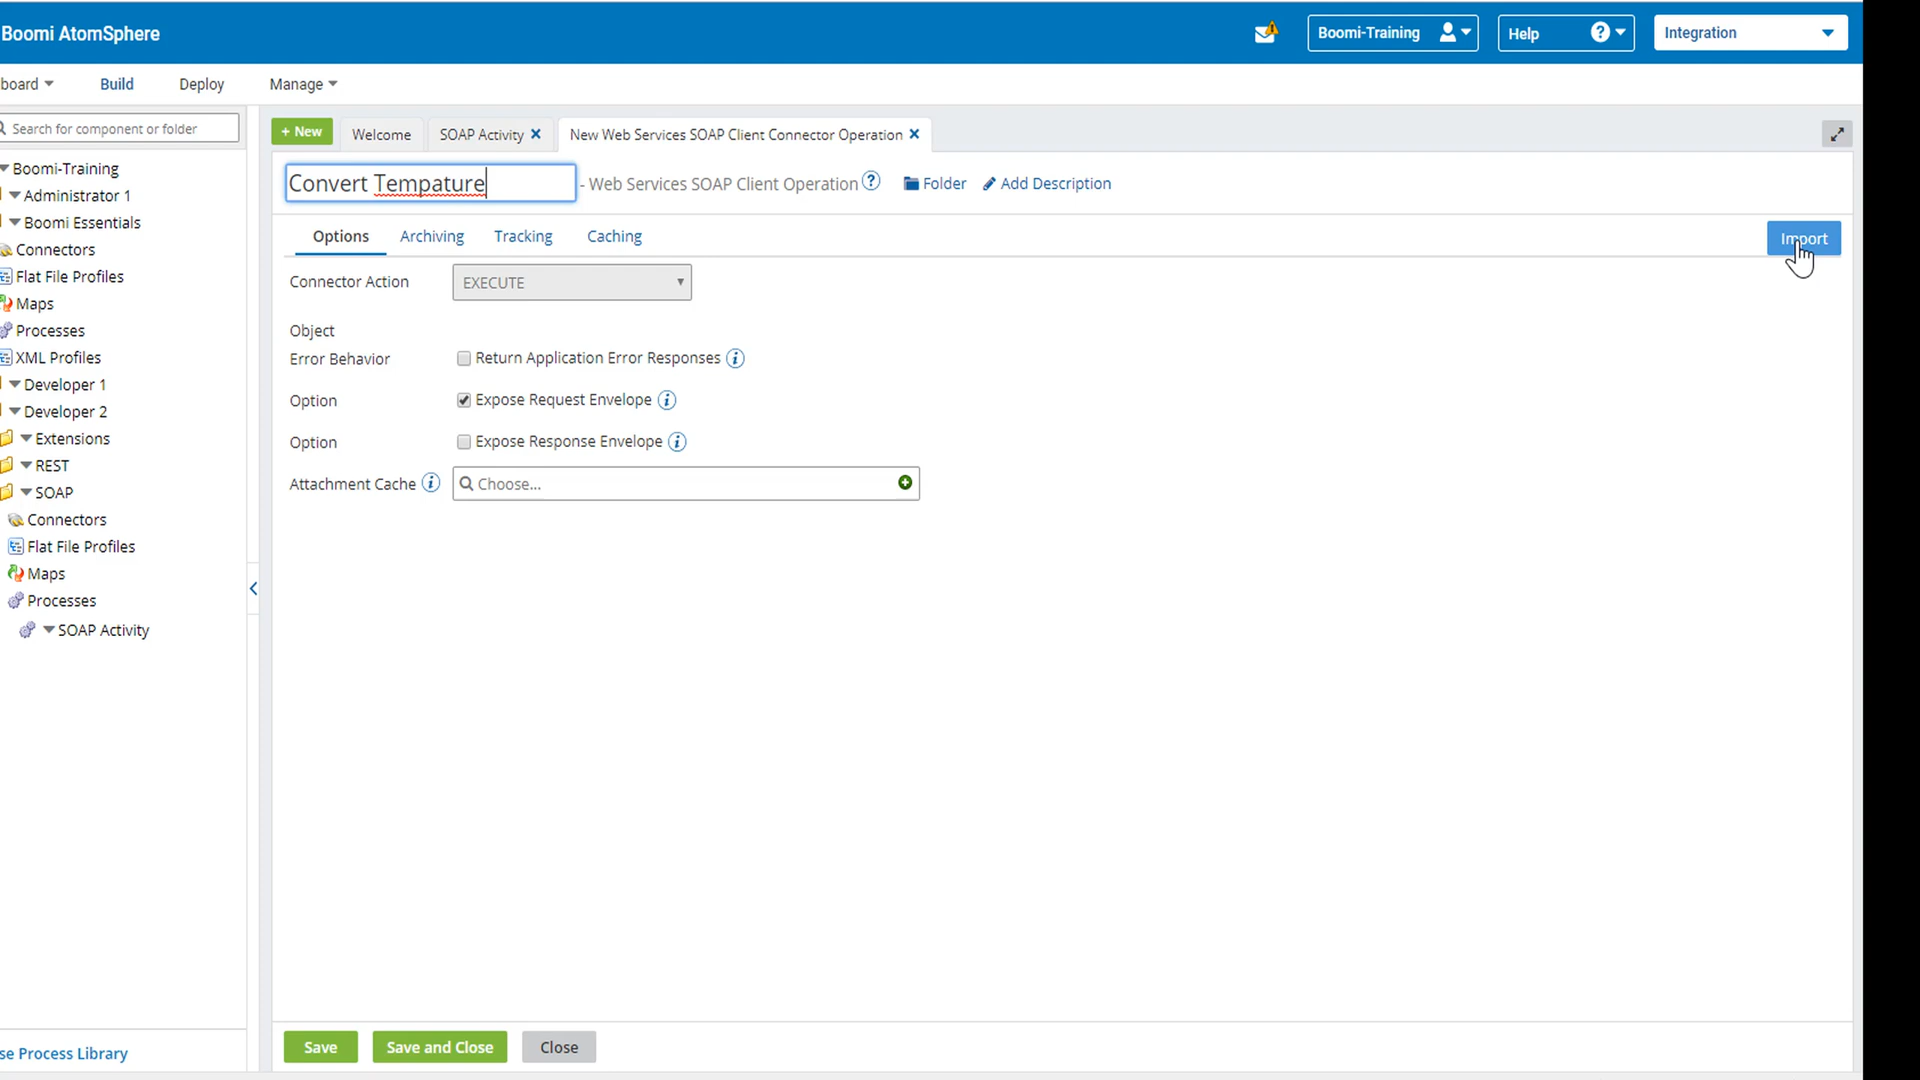 Boomi AtomSphere
Boomi-Training
Help
Integration
board
Build
Deploy
Manage
Search for component or folder
+ New
Welcome
SOAP Activity
New Web Services SOAP Client Connector Operation
Boomi-Training
Administrator 1
Boomi Essentials
Connectors
Flat File Profiles
Maps
Processes
XML Profiles
Developer 1
Developer 2
Extensions
REST
SOAP
Connectors
Flat File Profiles
Maps
Processes
SOAP Activity
se Process Library
Convert Tempature
- Web Services SOAP Client Operation
Folder
Add Description
Options
Archiving
Tracking
Caching
Import
Connector Action
EXECUTE
Object
Error Behavior
Return Application Error Responses
Option
Expose Request Envelope
Option
Expose Response Envelope
Attachment Cache
Choose...
Save
Save and Close
Close